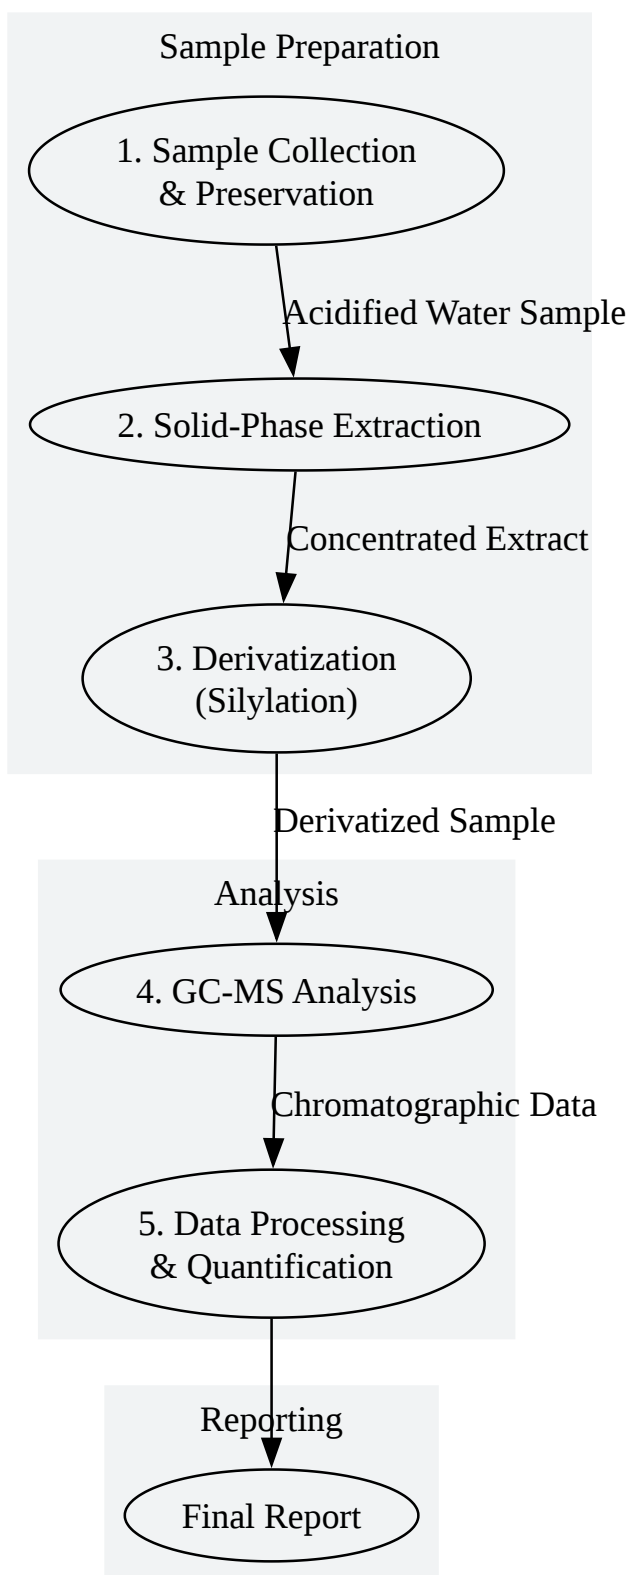 Sample Preparation
1. Sample Collection
& Preservation
Acidified Water Sample
2. Solid-Phase Extraction
Concentrated Extract
3. Derivatization
(Silylation)
Derivatized Sample
Analysis
4. GC-MS Analysis
Chromatographic Data
5. Data Processing
& Quantification
Reporting
Final Report